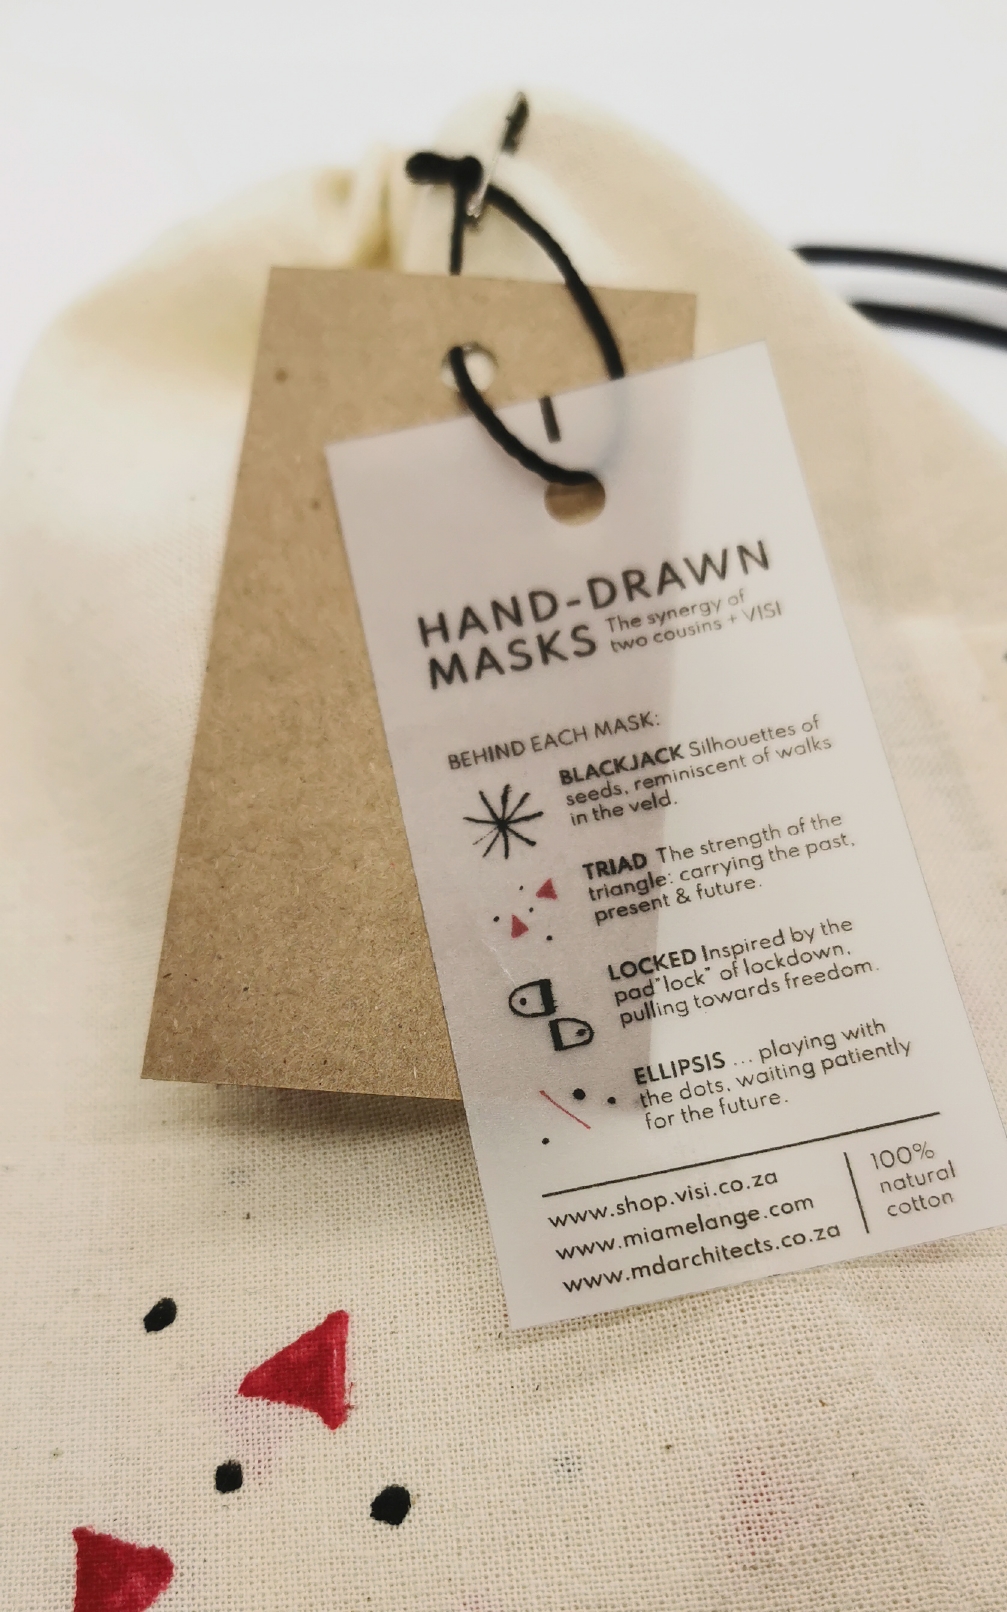 HAND-DRAWN
MASKS The synergy of
two cousins + VISI
BEHIND EACH MASK:
BLACKJACK Silhouettes of
seeds, reminiscent of walks
in the veld.
TRIAD The strength of the
triangle: carrying the past,
present & future.
LOCKED Inspired by the
pad"lock" of lockdown,
pulling towards freedom.
ELLIPSIS ... playing with
the dots, waiting patiently
for the future.
www.shop.visi.co.za
www.miamelange.com
www.mdarchitects.co.za
100%
natural
cotton